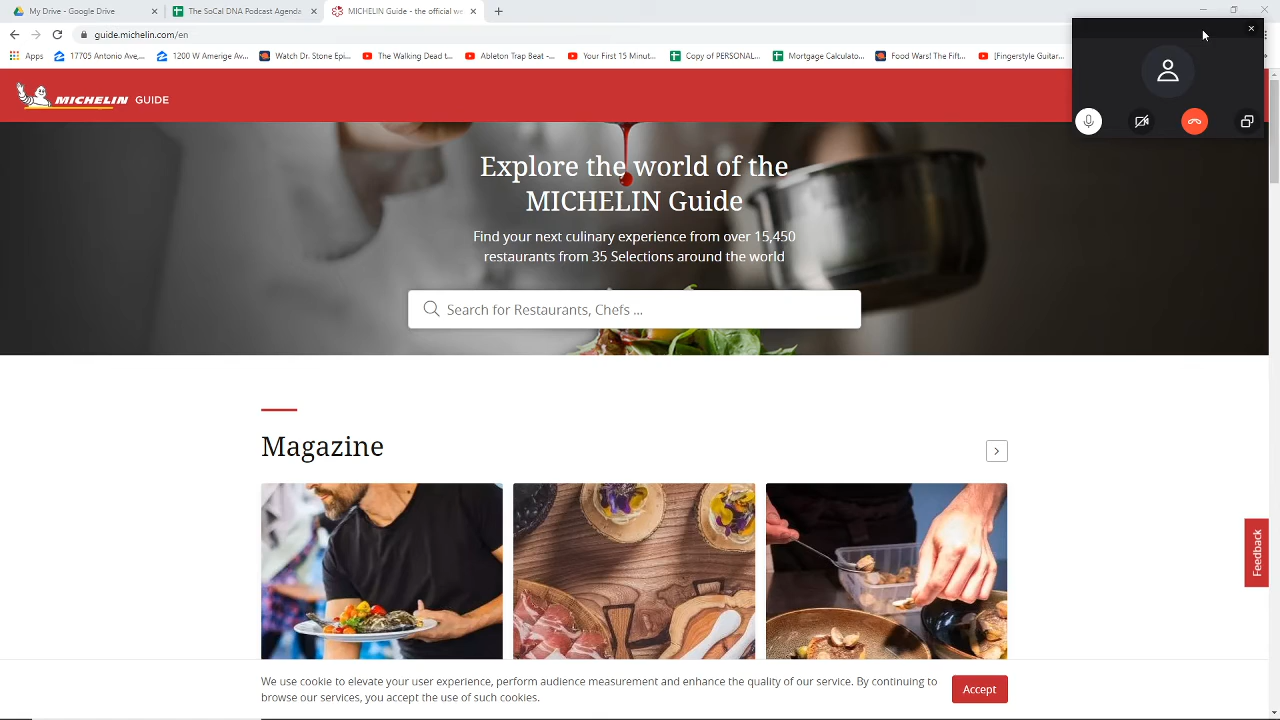 My Drive - Google Drive
The SoCal DNA Podcast Agenda
MICHELIN Guide - the official we
guide.michelin.com/en
Apps
17705 Antonio Ave,...
1200 W Amerige Av...
Watch Dr. Stone Epi...
The Walking Dead t...
Ableton Trap Beat -...
Your First 15 Minut...
Copy of PERSONAL...
Mortgage Calculato...
Food Wars! The Fift...
[Fingerstyle Guitar...
MICHELIN GUIDE
Explore the world of the
MICHELIN Guide
Find your next culinary experience from over 15,450
restaurants from 35 Selections around the world
Search for Restaurants, Chefs ...
Magazine
Feedback
We use cookie to elevate your user experience, perform audience measurement and enhance the quality of our service. By continuing to
browse our services, you accept the use of such cookies.
Accept